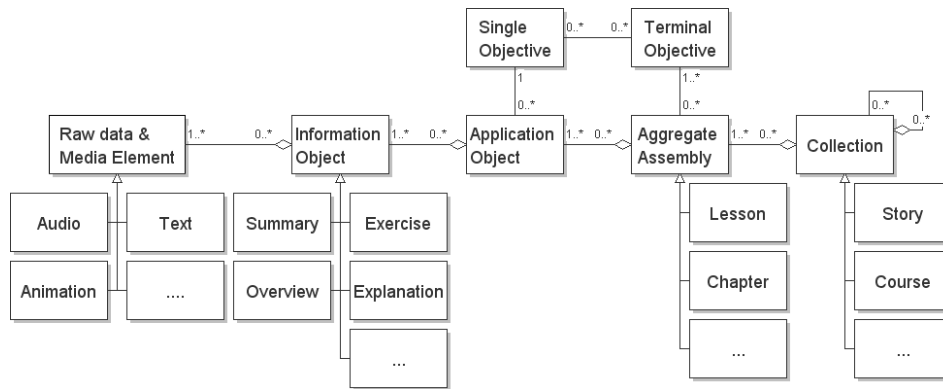 Single
Objective
0..*
0..*
Terminal
Objective
1
0..*
1..*
0..*
0..*
0..*
Raw data &
Media Element
1..*
0..*
Information
Object
1..*
0..*
Application
Object
1..*
0..*
Aggregate
Assembly
1..*
0..*
Collection
Audio
Text
Summary
Exercise
Lesson
Story
Animation
....
Overview
Explanation
Chapter
Course
...
...
...